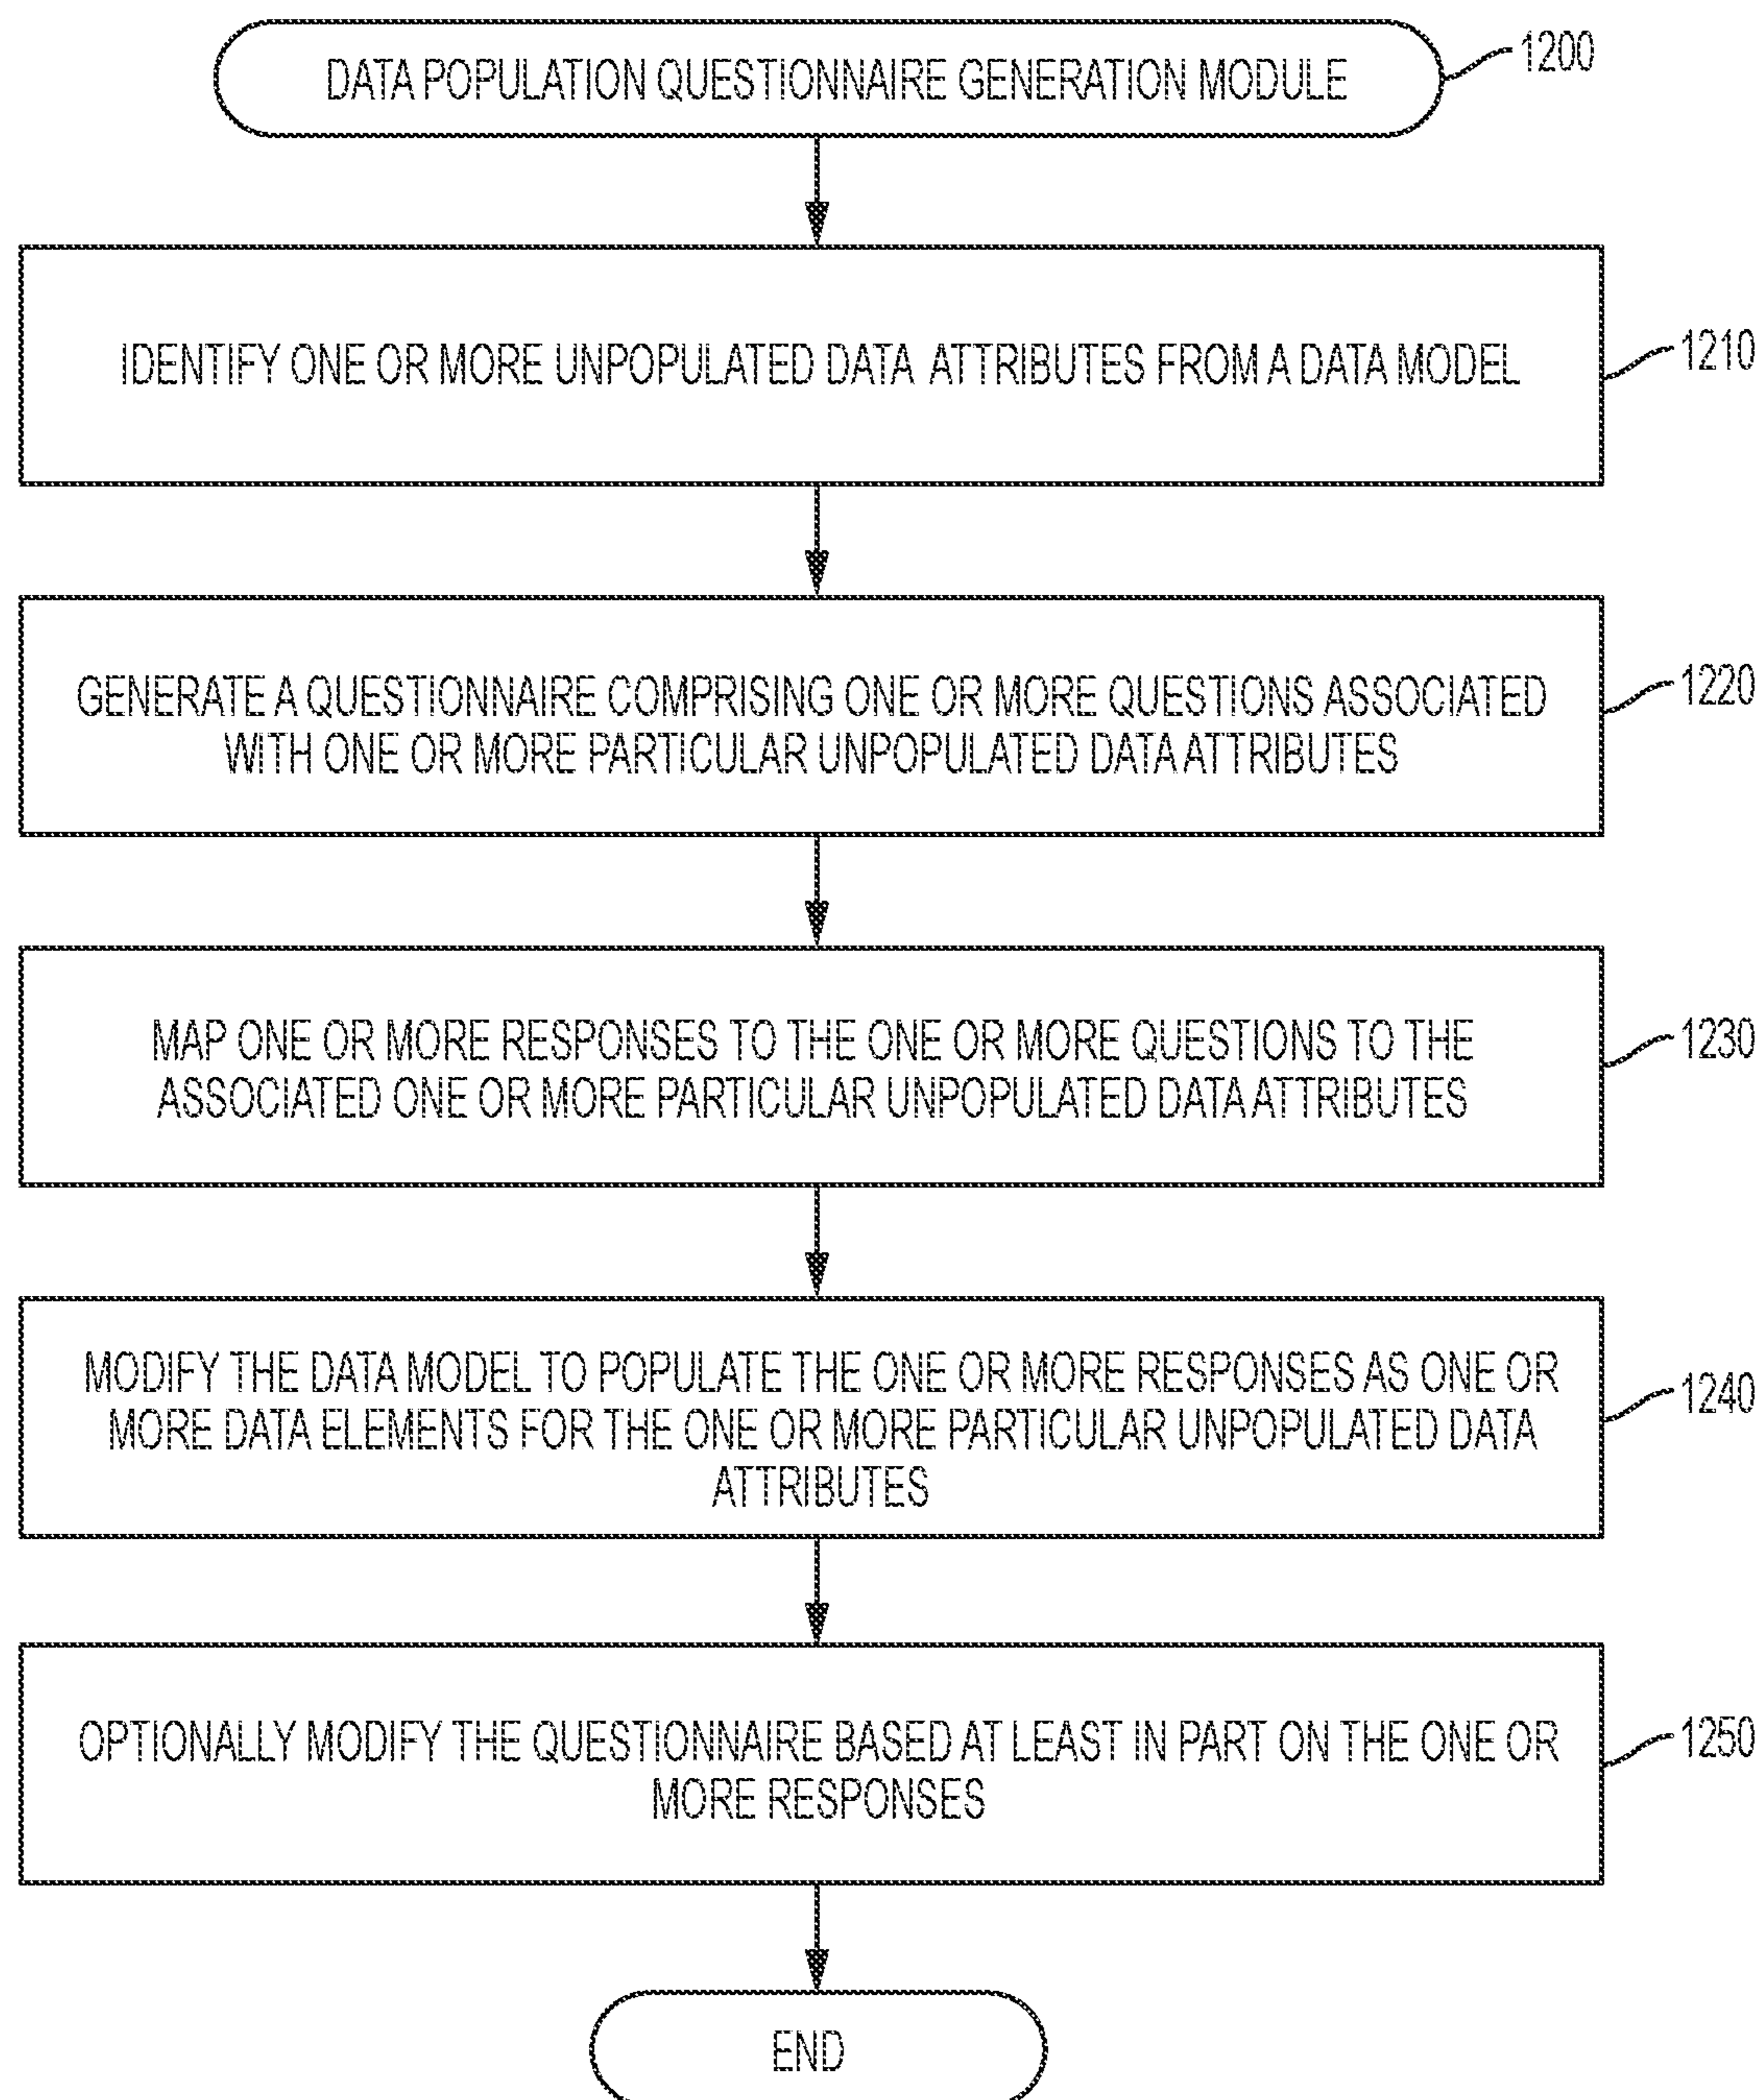 DATA POPULATION QUESTIONNAIRE GENERATION MODULE
1200
IDENTIFY ONE OR MORE UNPOPULATED DATA ATTRIBUTES FROM A DATA MODEL
1210
GENERATE A QUESTIONNAIRE COMPRISING ONE OR MORE QUESTIONS ASSOCIATED
WITH ONE OR MORE PARTICULAR UNPOPULATED DATA ATTRIBUTES
1220
MAP ONE OR MORE RESPONSES TO THE ONE OR MORE QUESTIONS TO THE
ASSOCIATED ONE OR MORE PARTICULAR UNPOPULATED DATA ATTRIBUTES
1230
MODIFY THE DATA MODEL TO POPULATE THE ONE OR MORE RESPONSES AS ONE OR
MORE DATA ELEMENTS FOR THE ONE OR MORE PARTICULAR UNPOPULATED DATA
ATTRIBUTES
1240
OPTIONALLY MODIFY THE QUESTIONNAIRE BASED AT LEAST IN PART ON THE ONE OR
MORE RESPONSES
1250
END